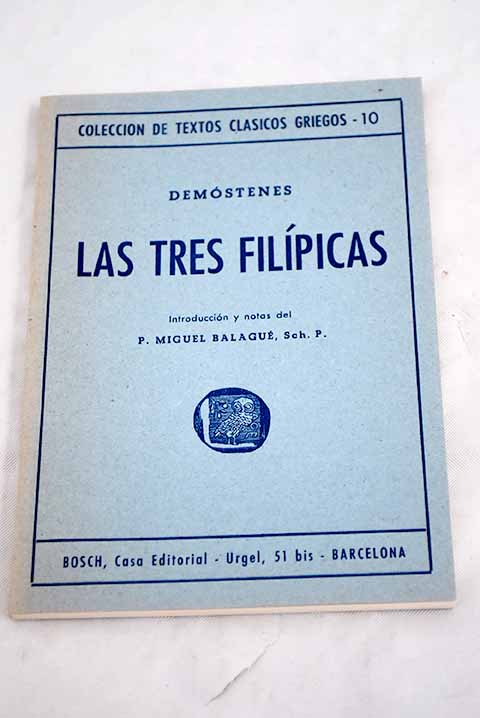 COLECCION DE TEXTOS CLASICOS GRIEGOS - 10
DEMÓSTENES
LAS TRES FILÍPICAS
Introducción y notas del
P. MIGUEL BALAGUÉ, Sch. P.
BOSCH, Casa Editorial - Urgel, 51 bis - BARCELONA